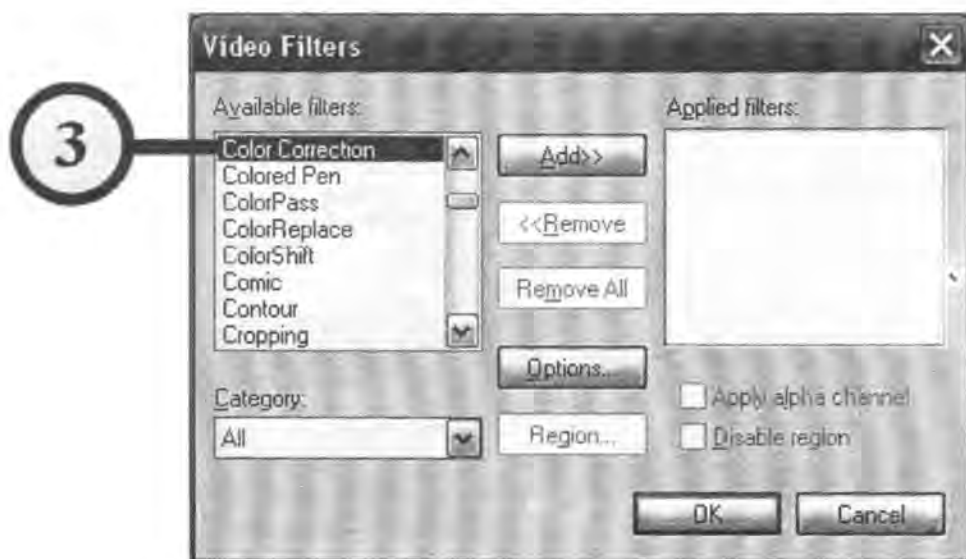 Video Filters
Available filters:
Applied filters:
3
Color Correction
Colored Pen
ColorPass
ColorReplace
ColorShift
Comic
Contour
Cropping
Add>>
<<Remove
Remove All
Options...
Region...
Category:
All
Apply alpha channel
Disable region
OK
Cancel